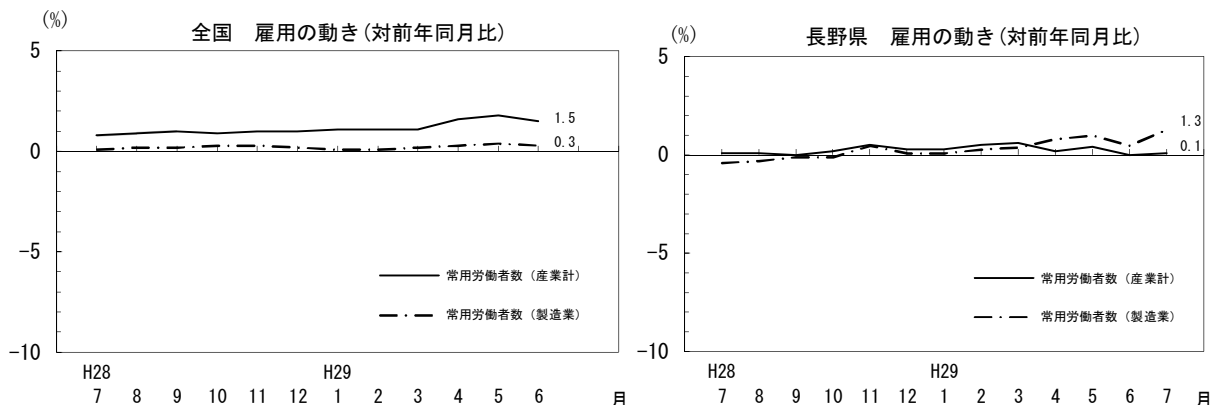 (%)
全国　雇用の動き(対前年同月比)
5
0
-5
-10
1.5
0.3
常用労働者数（産業計）
常用労働者数（製造業）
H28 H29
7 8 9 10 11 12 1 2 3 4 5 6 月
(%)
長野県　雇用の動き(対前年同月比)
5
0
-5
-10
1.3
0.1
常用労働者数（産業計）
常用労働者数（製造業）
H28 H29
7 8 9 10 11 12 1 2 3 4 5 6 7 月